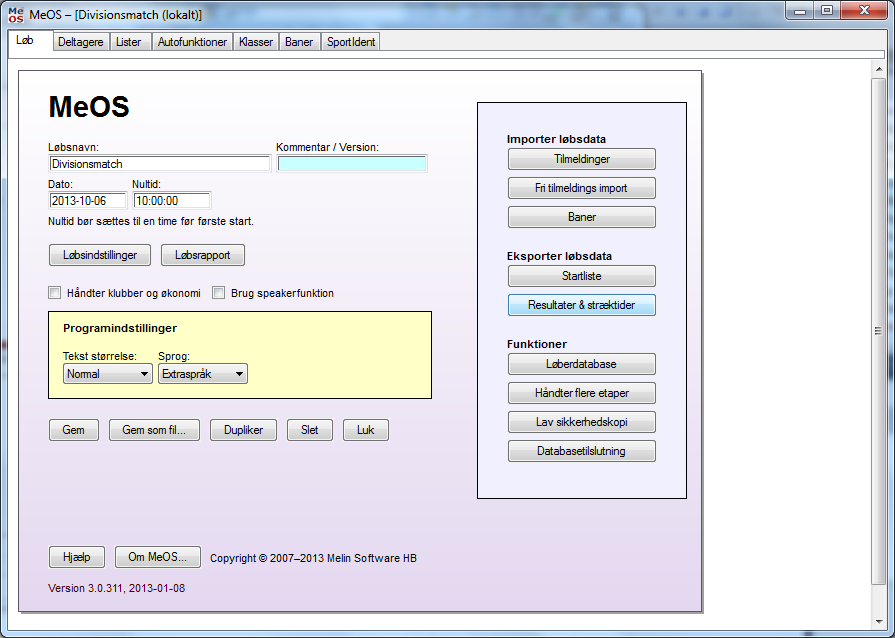 Me
OS MeOS – [Divisionsmatch (lokalt)]
Løb Deltagere Lister Autofunktioner Klasser Baner SportIdent
MeOS
Løbsnavn: Kommentar / Version:
Divisionsmatch
Dato: Nultid:
2013-10-06 10:00:00
Nultid bør sættes til en time før første start.
Løbsindstillinger Løbsrapport
Håndter klubber og økonomi Brug speakerfunktion
Programindstillinger
Tekst størrelse: Sprog:
Normal Extraspråk
Gem Gem som fil... Dupliker Slet Luk
Importer løbsdata
Tilmeldinger
Fri tilmeldings import
Baner
Eksporter løbsdata
Startliste
Resultater & stræktider
Funktioner
Løberdatabase
Håndter flere etaper
Lav sikkerhedskopi
Databasetilslutning
Hjælp Om MeOS... Copyright © 2007–2013 Melin Software HB
Version 3.0.311, 2013-01-08